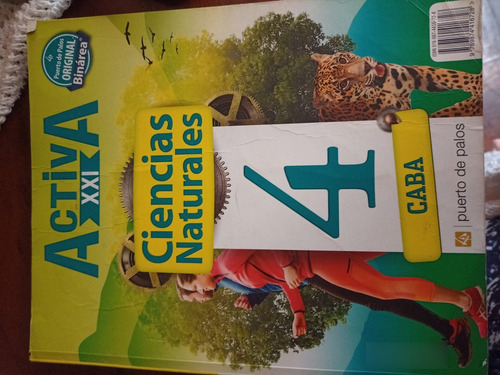 Puerto de Palos
ORIGINAL
Binárea
ACTIVA
XXI
Ciencias
Naturales
4
CABA
puerto de palos